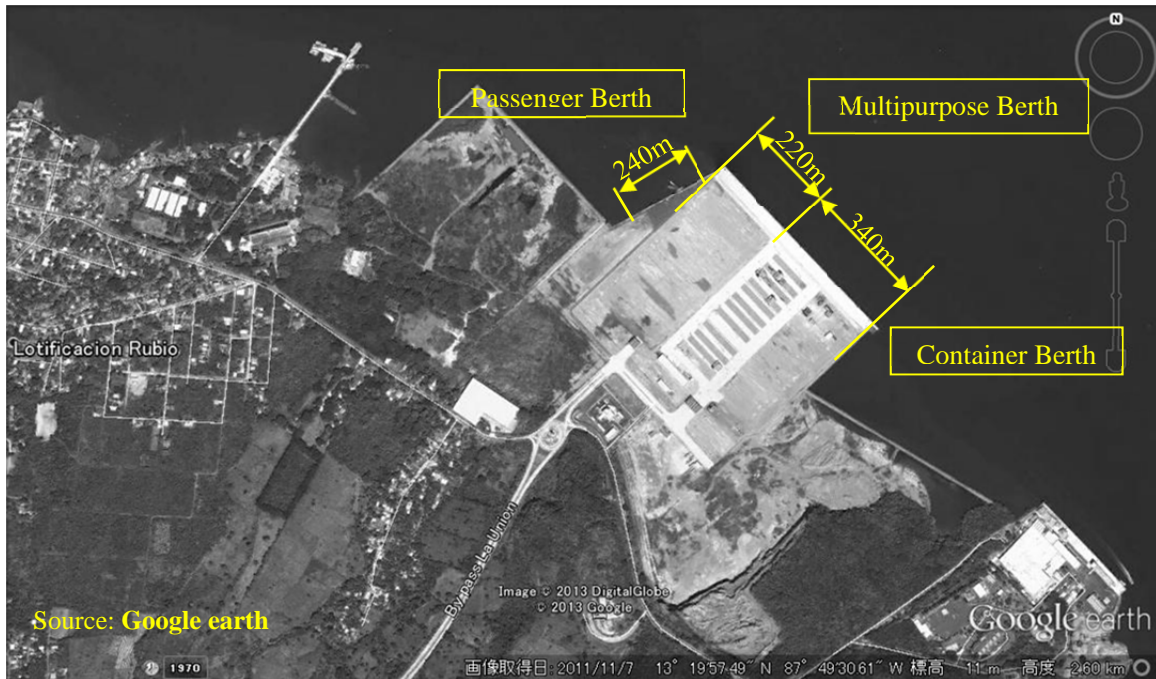 N
Passenger Berth
Multipurpose Berth
240m
220m
340m
Container Berth
Lotificacion Rubio
By pass La Union
Image © 2013 DigitalGlobe
© 2013 Google
Source: Google earth
Google earth
1970
画像取得日: 2011/11/7 13° 19'57.49" N 87° 49'30.61" W 標高 11 m 高度 2.60 km